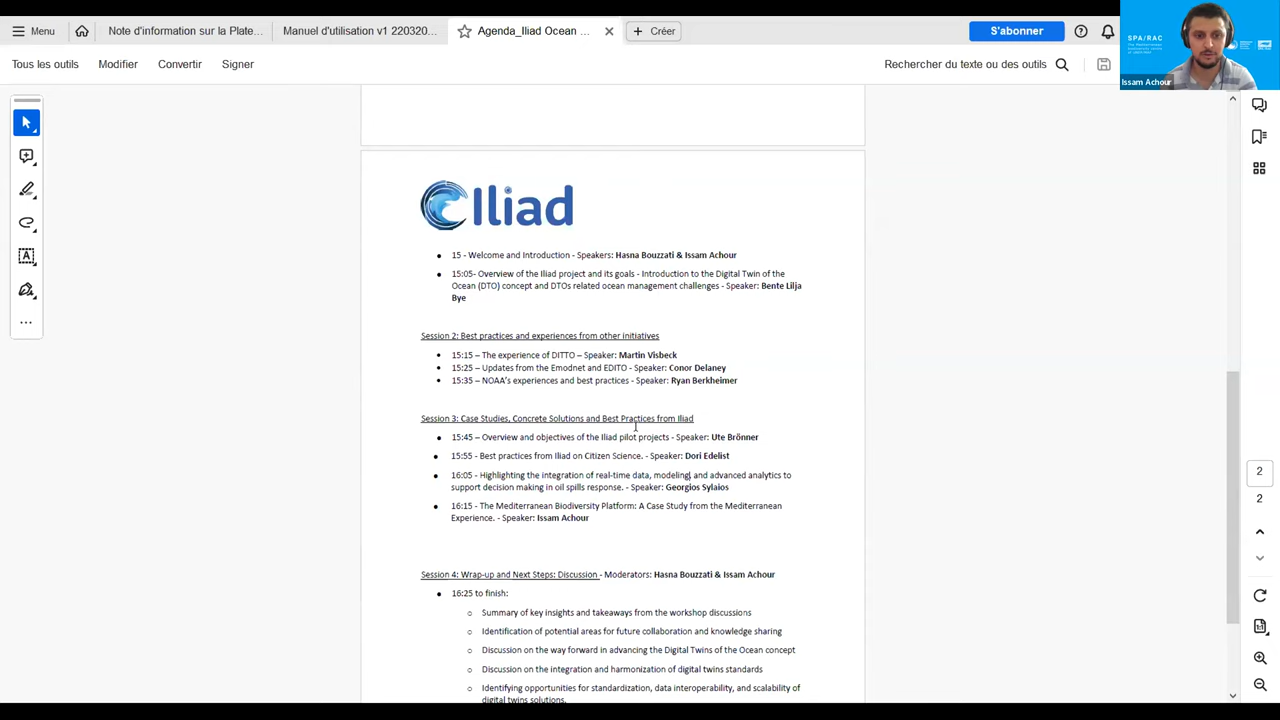 Menu
Note d'information sur la Plate...
Manuel d'utilisation v1 220320...
Agenda_Iliad Ocean ...
Créer
S'abonner
Tous les outils
Modifier
Convertir
Signer
Rechercher du texte ou des outils
SPA/RAC
Issam Achour
Iliad
15 - Welcome and Introduction - Speakers: Hasna Bouzzati & Issam Achour
15:05- Overview of the Iliad project and its goals - Introduction to the Digital Twin of the
Ocean (DTO) concept and DTOs related ocean management challenges - Speaker: Bente Lilja
Bye
Session 2: Best practices and experiences from other initiatives
15:15 – The experience of DITTO – Speaker: Martin Visbeck
15:25 – Updates from the Emodnet and EDITO - Speaker: Conor Delaney
15:35 – NOAA's experiences and best practices - Speaker: Ryan Berkheimer
Session 3: Case Studies, Concrete Solutions and Best Practices from Iliad
15:45 – Overview and objectives of the Iliad pilot projects - Speaker: Ute Brönner
15:55 - Best practices from Iliad on Citizen Science. - Speaker: Dori Edelist
16:05 - Highlighting the integration of real-time data, modeling, and advanced analytics to
support decision making in oil spills response. - Speaker: Georgios Sylaios
16:15 - The Mediterranean Biodiversity Platform: A Case Study from the Mediterranean
Experience. - Speaker: Issam Achour
Session 4: Wrap-up and Next Steps: Discussion - Moderators: Hasna Bouzzati & Issam Achour
16:25 to finish:
Summary of key insights and takeaways from the workshop discussions
Identification of potential areas for future collaboration and knowledge sharing
Discussion on the way forward in advancing the Digital Twins of the Ocean concept
Discussion on the integration and harmonization of digital twins standards
Identifying opportunities for standardization, data interoperability, and scalability of
digital twins solutions.
2
2